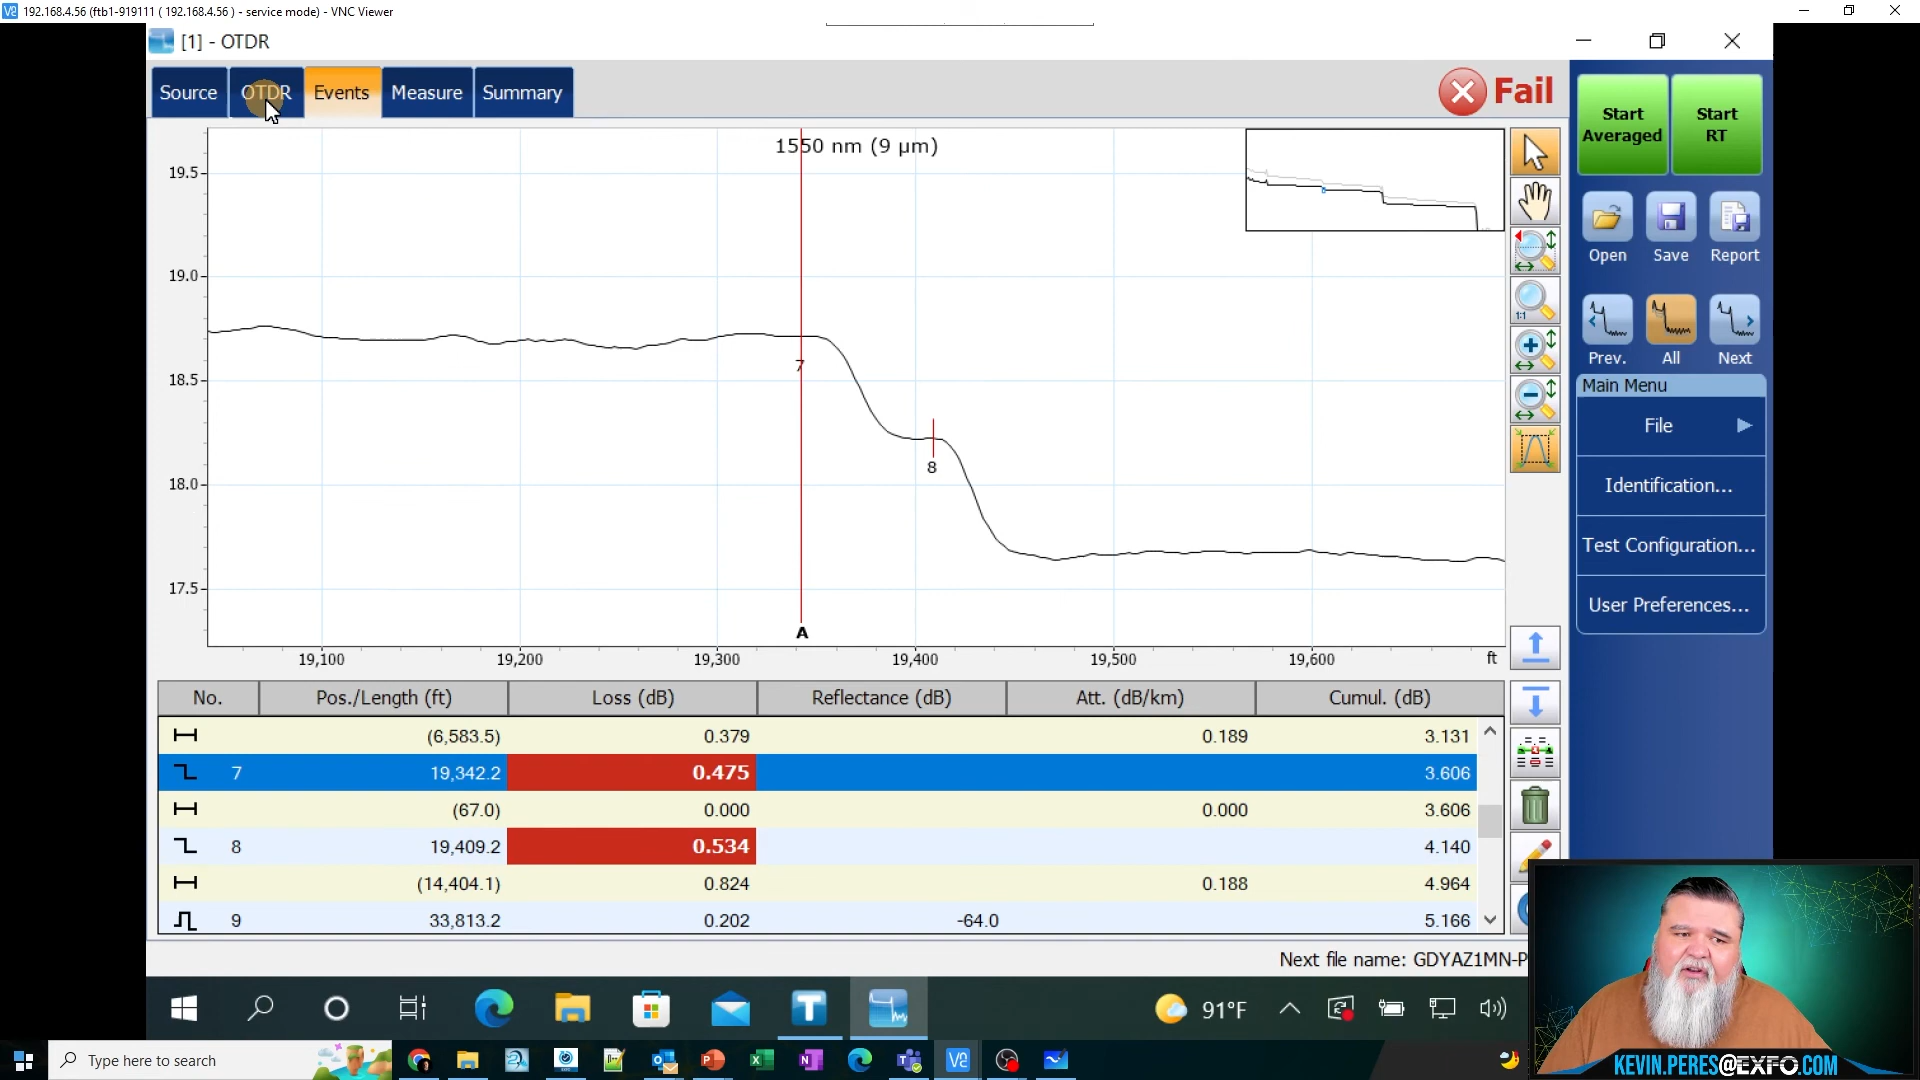 192.168.4.56 (ftb1-919111 ( 192.168.4.56 ) - service mode) - VNC Viewer
[1] - OTDR
Source OTDR Events Measure Summary
Fail
Start Averaged
Start RT
1550 nm (9 µm)
19.5
19.0
18.5
18.0
17.5
7
8
A
19,100 19,200 19,300 19,400 19,500 19,600 ft
1:1
Open Save Report
Prev. All Next
Main Menu
File
Identification...
Test Configuration...
User Preferences...
No. Pos./Length (ft) Loss (dB) Reflectance (dB) Att. (dB/km) Cumul. (dB)
(6,583.5) 0.379 0.189 3.131
7 19,342.2 0.475 3.606
(67.0) 0.000 0.000 3.606
8 19,409.2 0.534 4.140
(14,404.1) 0.824 0.188 4.964
9 33,813.2 0.202 -64.0 5.166
Next file name: GDYAZ1MN-P
91°F
Type here to search
KEVIN.PERES@EXFO.COM